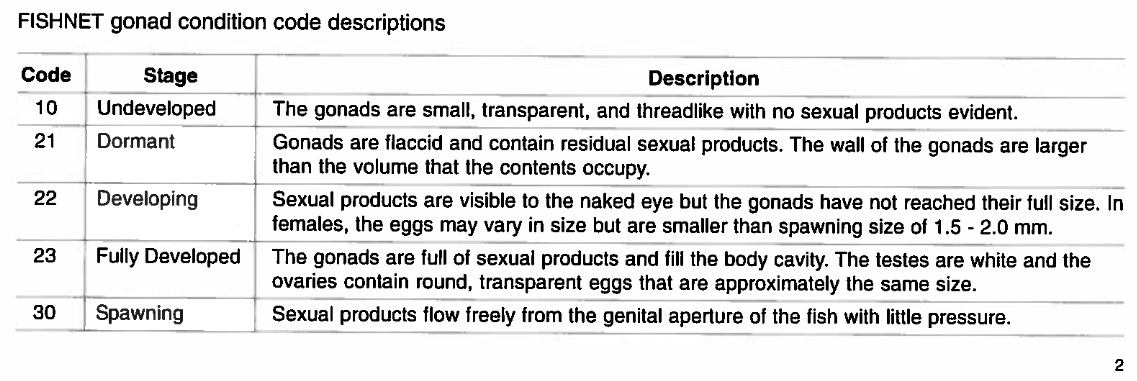 FISHNET gonad condition code descriptions
Code Stage Description
10 Undeveloped The gonads are small, transparent, and threadlike with no sexual products evident.
21 Dormant Gonads are flaccid and contain residual sexual products. The wall of the gonads are larger
than the volume that the contents occupy.
22 Developing Sexual products are visible to the naked eye but the gonads have not reached their full size. In
females, the eggs may vary in size but are smaller than spawning size of 1.5 - 2.0 mm.
23 Fully Developed The gonads are full of sexual products and fill the body cavity. The testes are white and the
ovaries contain round, transparent eggs that are approximately the same size.
30 Spawning Sexual products flow freely from the genital aperture of the fish with little pressure.
2